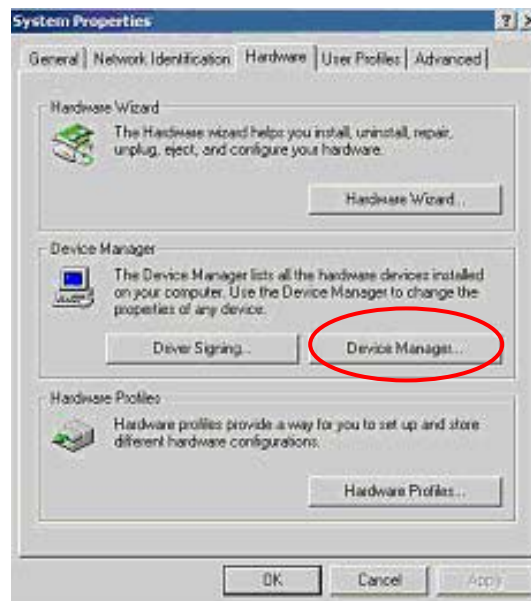 System Properties
General Network Identification Hardware User Profiles Advanced
Hardware Wizard
The Hardware wizard helps you install, uninstall, repair,
unplug, eject, and configure your hardware.
Hardware Wizard...
Device Manager
The Device Manager lists all the hardware devices installed
on your computer. Use the Device Manager to change the
properties of any device.
Driver Signing... Device Manager...
Hardware Profiles
Hardware profiles provide a way for you to set up and store
different hardware configurations.
Hardware Profiles...
OK Cancel Apply